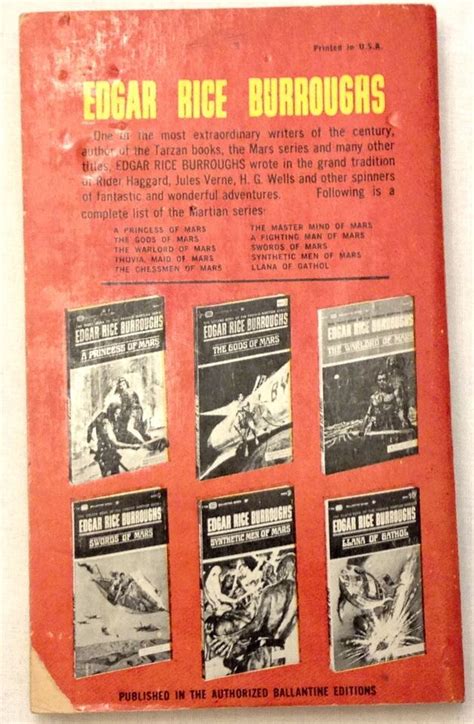 Printed in U.S.A.
EDGAR RICE BURROUGHS
One of the most extraordinary writers of the century,
author of the Tarzan books, the Mars series and many other
titles, EDGAR RICE BURROUGHS wrote in the grand tradition
of Rider Haggard, Jules Verne, H. G. Wells and other spinners
of fantastic and wonderful adventures. Following is a
complete list of the Martian series:
A PRINCESS OF MARS
THE GODS OF MARS
THE WARLORD OF MARS
THUVIA, MAID OF MARS
THE CHESSMEN OF MARS
THE MASTER MIND OF MARS
A FIGHTING MAN OF MARS
SWORDS OF MARS
SYNTHETIC MEN OF MARS
LLANA OF GATHOL
EDGAR RICE BURROUGHS
A PRINCESS OF MARS
EDGAR RICE BURROUGHS
THE GODS OF MARS
EDGAR RICE BURROUGHS
THE WARLORD OF MARS
EDGAR RICE BURROUGHS
SWORDS OF MARS
EDGAR RICE BURROUGHS
SYNTHETIC MEN OF MARS
EDGAR RICE BURROUGHS
LLANA OF GATHOL
PUBLISHED IN THE AUTHORIZED BALLANTINE EDITIONS